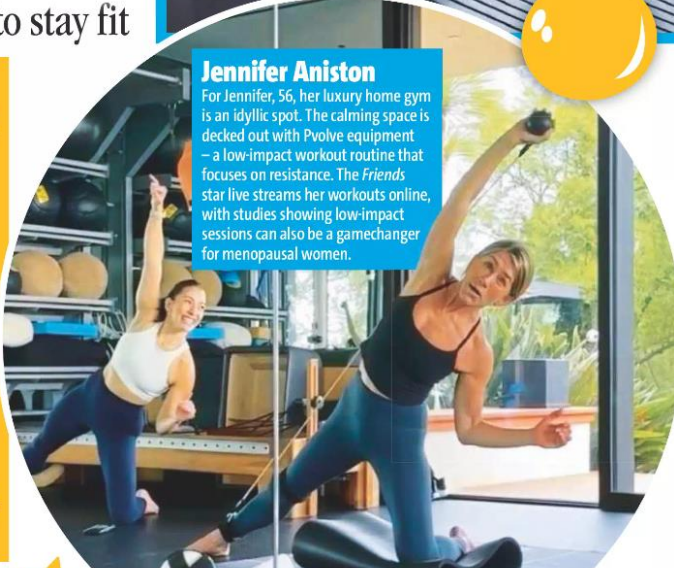 to stay fit
Jennifer Aniston
For Jennifer, 56, her luxury home gym
is an idyllic spot. The calming space is
decked out with Pvolve equipment
– a low-impact workout routine that
focuses on resistance. The Friends
star live streams her workouts online,
with studies showing low-impact
sessions can also be a gamechanger
for menopausal women.